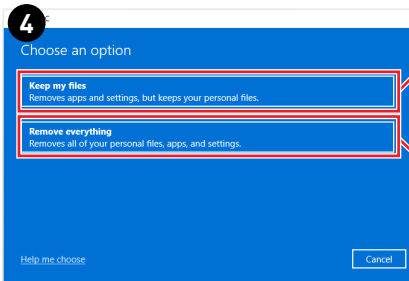 4
Choose an option
Keep my files
Removes apps and settings, but keeps your personal files.
Remove everything
Removes all of your personal files, apps, and settings.
Help me choose
Cancel